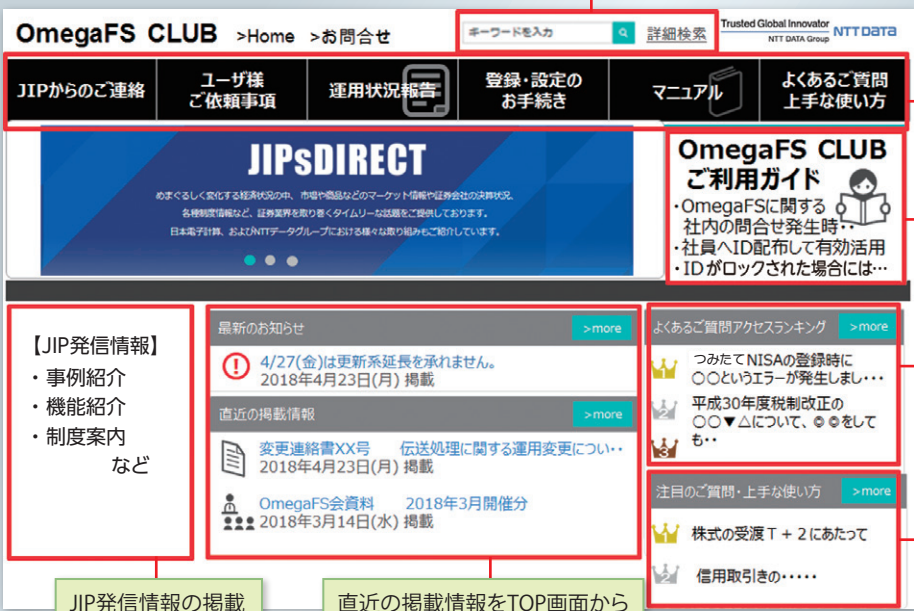 OmegaFS CLUB >Home >お問合せ
キーワードを入力
詳細検索
Trusted Global Innovator
NTT DATA Group
NTT DATA
JIPからのご連絡
ユーザ様
ご依頼事項
運用状況報告
登録・設定の
お手続き
マニュアル
よくあるご質問
上手な使い方
JIPsDIRECT
めまぐるしく変化する経済状況の中、市場や商品などのマーケット情報や証券会社の決算状況、
各種制度情報など、証券業界を取り巻くタイムリーな話題をご提供しております。
日本電子計算、およびNTTデータグループにおける様々な取り組みもご紹介しています。
OmegaFS CLUB
ご利用
ガイド
・OmegaFSに関する
社内の問合せ発生時・・
・社員へID配布して有効活用
・IDがロックされた場合には…
【JIP発信情報】
・事例紹介
・機能紹介
・制度案内
など
最新のお知らせ >more
4/27(金)は更新系延長を承れません。
2018年4月23日(月) 掲載
直近の掲載情報 >more
変更連絡書XX号 伝送処理に関する運用変更につい・・
2018年4月23日(月) 掲載
OmegaFS会資料 2018年3月開催分
2018年3月14日(水) 掲載
よくあるご質問アクセスランキング >more
1
つみたてNISAの登録時に
〇〇というエラーが発生しまし・・・
2
平成30年度税制改正の
〇〇▼△について、◎◎をして
3
も・・
注目のご質問・上手な使い方 >more
1
株式の受渡T+2にあたって
2
信用取引きの・・・・・
JIP発信情報の掲載
直近の掲載情報をTOP画面から